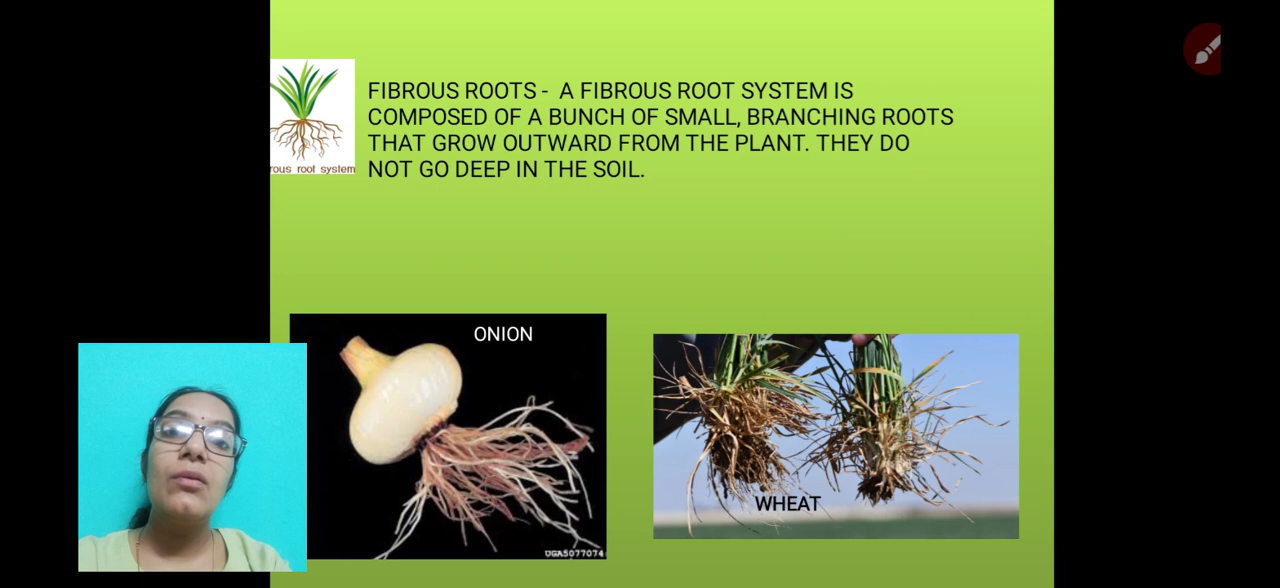 FIBROUS ROOTS - A FIBROUS ROOT SYSTEM IS
COMPOSED OF A BUNCH OF SMALL, BRANCHING ROOTS
THAT GROW OUTWARD FROM THE PLANT. THEY DO
NOT GO DEEP IN THE SOIL.
rous root system
ONION
WHEAT
UGA5077074